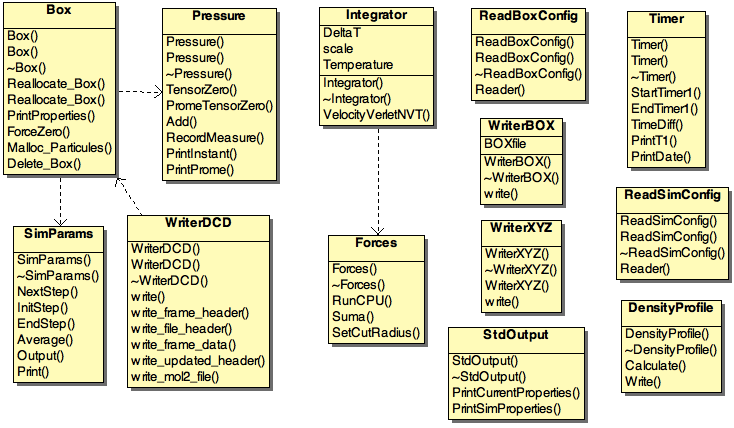 Box
Box()
Box()
~Box()
Reallocate_Box()
Reallocate_Box()
PrintProperties()
ForceZero()
Malloc_Particules()
Delete_Box()
Pressure
Pressure()
Pressure()
~Pressure()
TensorZero()
PromeTensorZero()
Add()
RecordMeasure()
PrintInstant()
PrintProme()
Integrator
DeltaT
scale
Temperature
Integrator()
~Integrator()
VelocityVerletNVT()
ReadBoxConfig
ReadBoxConfig()
ReadBoxConfig()
~ReadBoxConfig()
Reader()
Timer
Timer()
Timer()
~Timer()
StartTimer1()
EndTimer1()
TimeDiff()
PrintT1()
PrintDate()
WriterBOX
BOXfile
WriterBOX()
~WriterBOX()
write()
SimParams
SimParams()
~SimParams()
NextStep()
InitStep()
EndStep()
Average()
Output()
Print()
WriterDCD
WriterDCD()
WriterDCD()
~WriterDCD()
write()
write_frame_header()
write_file_header()
write_frame_data()
write_updated_header()
write_mol2_file()
Forces
Forces()
~Forces()
RunCPU()
Suma()
SetCutRadius()
WriterXYZ
WriterXYZ()
~WriterXYZ()
WriterXYZ()
write()
ReadSimConfig
ReadSimConfig()
ReadSimConfig()
~ReadSimConfig()
Reader()
StdOutput
StdOutput()
~StdOutput()
PrintCurrentProperties()
PrintSimProperties()
DensityProfile
DensityProfile()
~DensityProfile()
Calculate()
Write()